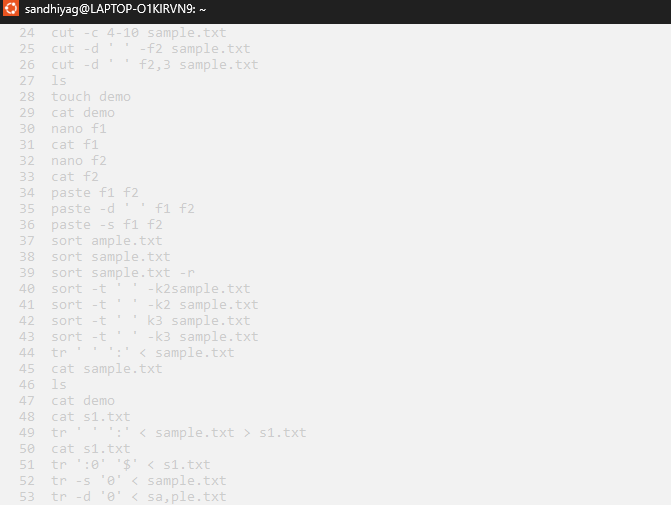 sandhiyag@LAPTOP-O1KIRVN9: ~
24 cut -c 4-10 sample.txt
25 cut -d ' ' -f2 sample.txt
26 cut -d ' ' f2,3 sample.txt
27 ls
28 touch demo
29 cat demo
30 nano f1
31 cat f1
32 nano f2
33 cat f2
34 paste f1 f2
35 paste -d ' ' f1 f2
36 paste -s f1 f2
37 sort ample.txt
38 sort sample.txt
39 sort sample.txt -r
40 sort -t ' ' -k2sample.txt
41 sort -t ' ' -k2 sample.txt
42 sort -t ' ' k3 sample.txt
43 sort -t ' ' -k3 sample.txt
44 tr ' ' ':' < sample.txt
45 cat sample.txt
46 ls
47 cat demo
48 cat s1.txt
49 tr ' ' ':' < sample.txt > s1.txt
50 cat s1.txt
51 tr ':0' '$' < s1.txt
52 tr -s '0' < sample.txt
53 tr -d '0' < sa,ple.txt